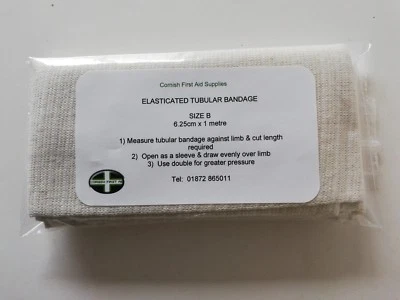 Cornish First Aid Supplies
ELASTICATED TUBULAR BANDAGE
SIZE B
6.25cm x 1 metre
1) Measure tubular bandage against limb & cut length
required
2) Open as a sleeve & draw evenly over limb
3) Use double for greater pressure
Tel: 01872 865011